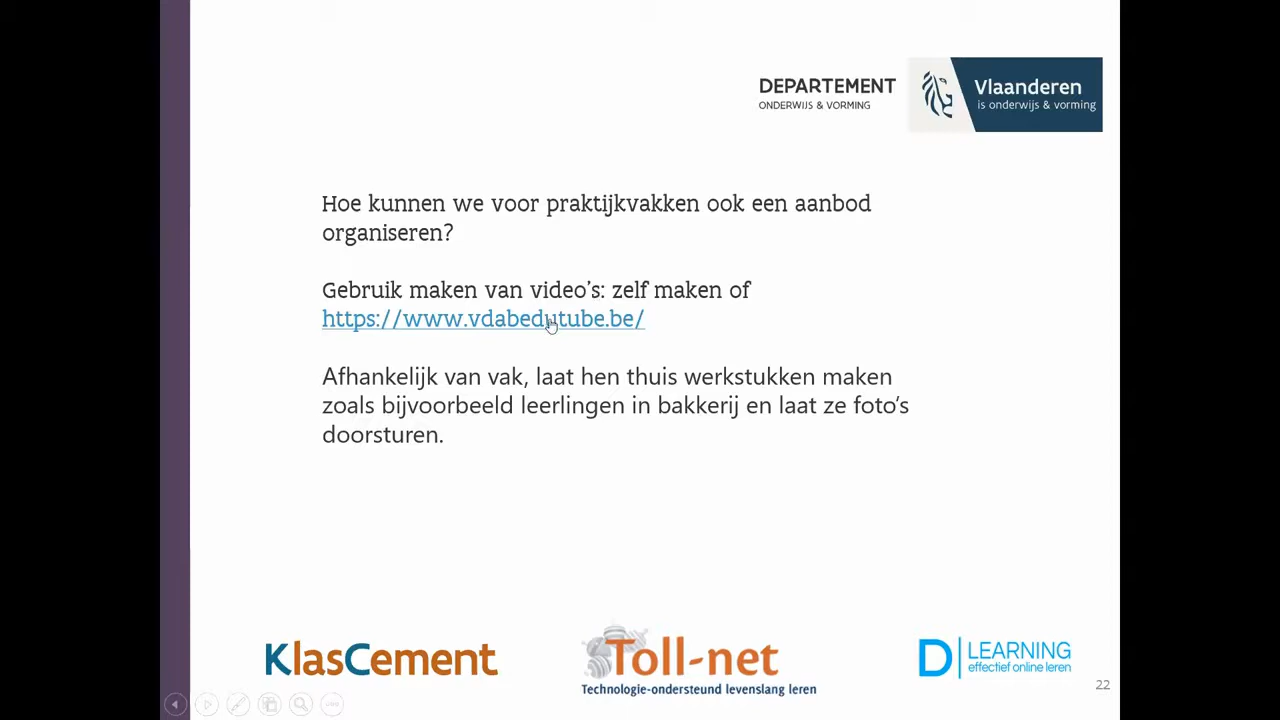 DEPARTEMENT
ONDERWIJS & VORMING
Vlaanderen
is onderwijs & vorming
Hoe kunnen we voor praktijkvakken ook een aanbod
organiseren?
Gebruik maken van video's: zelf maken of
https://www.vdabedutube.be/
Afhankelijk van vak, laat hen thuis werkstukken maken
zoals bijvoorbeeld leerlingen in bakkerij en laat ze foto's
doorsturen.
KlasCement
Toll-net
Technologie-ondersteund levenslang leren
D LEARNING
effectief online leren
22